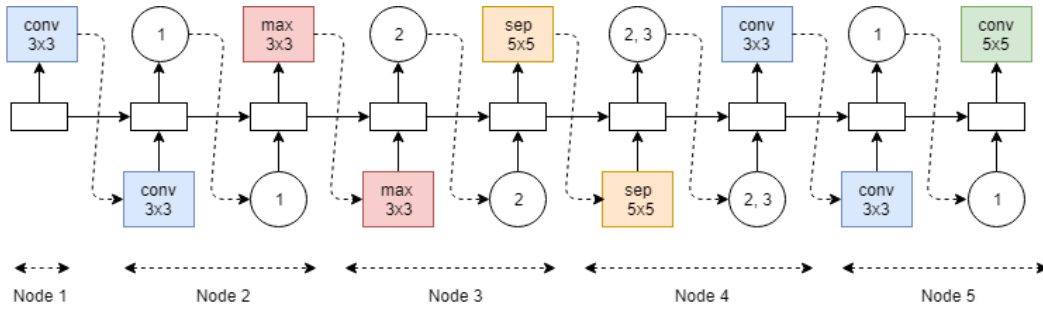 conv
3x3
1
max
3x3
2
sep
5x5
2, 3
conv
3x3
1
conv
5x5
conv
3x3
1
max
3x3
2
sep
5x5
2, 3
conv
3x3
1
Node 1
Node 2
Node 3
Node 4
Node 5